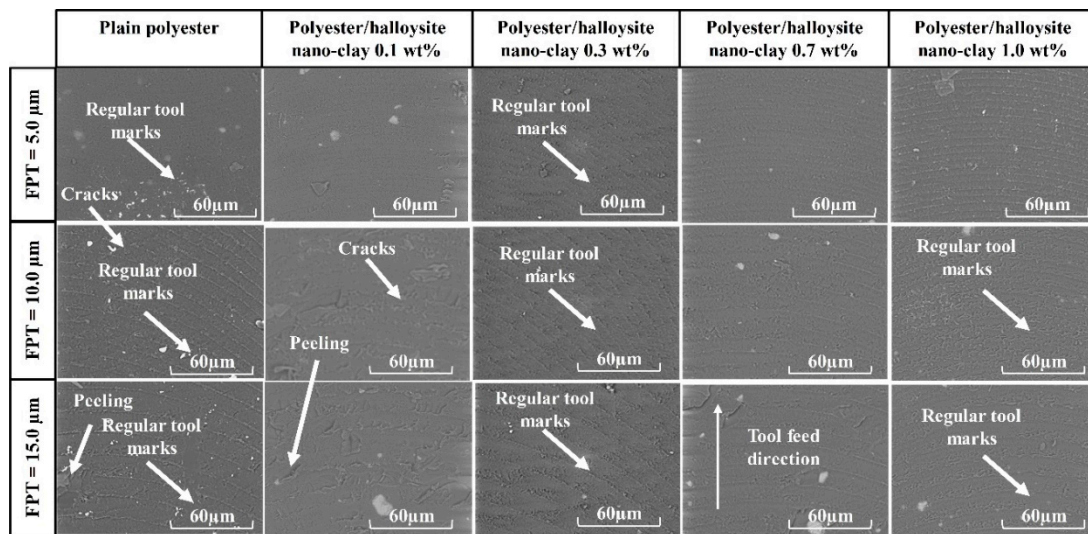 Plain polyester
Polyester/halloysite
nano-clay 0.1 wt%
Polyester/halloysite
nano-clay 0.3 wt%
Polyester/halloysite
nano-clay 0.7 wt%
Polyester/halloysite
nano-clay 1.0 wt%
FPT = 5.0 µm
Regular tool
marks
Cracks
60µm
60µm
Regular tool
marks
60µm
60µm
60µm
FPT = 10.0 µm
Regular tool
marks
60µm
Cracks
Peeling
60µm
Regular tool
marks
60µm
60µm
Regular tool
marks
60µm
FPT = 15.0 µm
Peeling
Regular tool
marks
60µm
60µm
Regular tool
marks
60µm
Tool feed
direction
60µm
Regular tool
marks
60µm